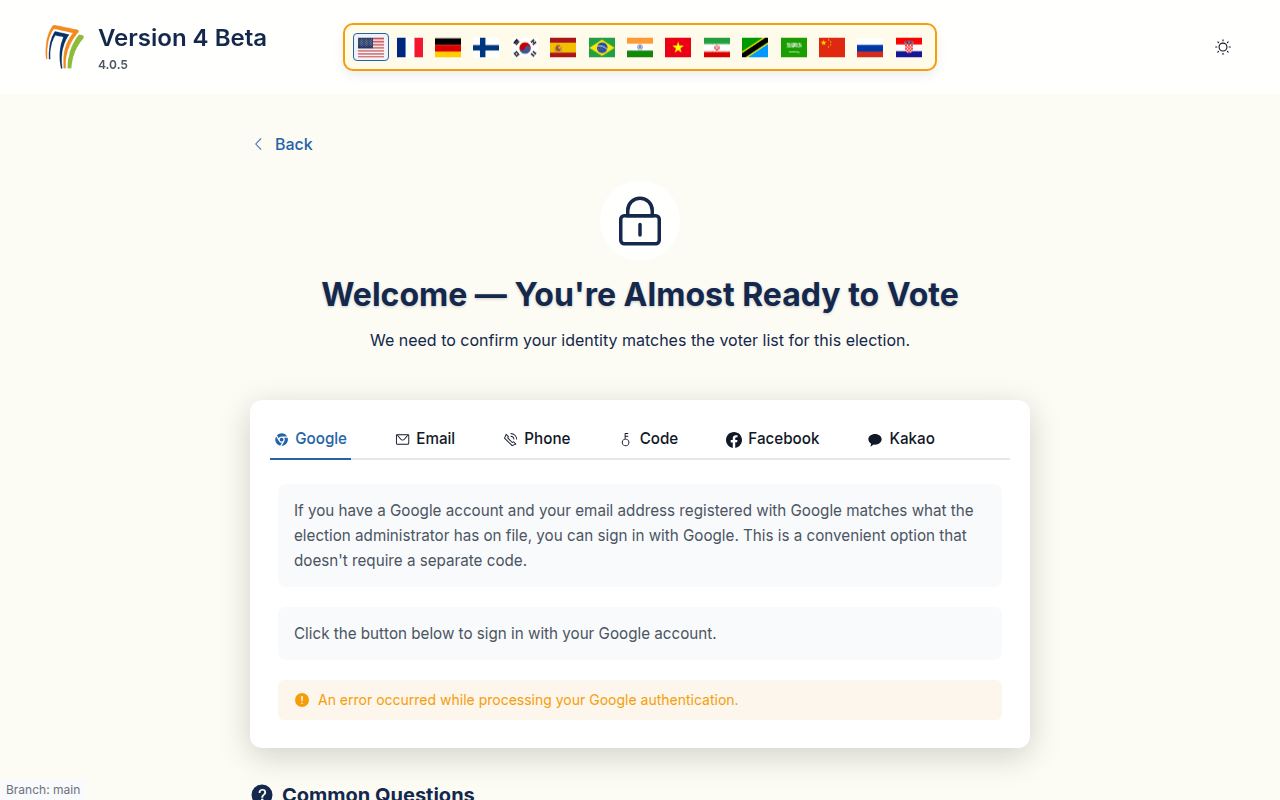 Version 4 Beta
4.0.5
Back
Welcome — You're Almost Ready to Vote
We need to confirm your identity matches the voter list for this election.
Google
Email
Phone
Code
Facebook
Kakao
If you have a Google account and your email address registered with Google matches what the
election administrator has on file, you can sign in with Google. This is a convenient option that
doesn't require a separate code.
Click the button below to sign in with your Google account.
An error occurred while processing your Google authentication.
Common Questions
Branch: main